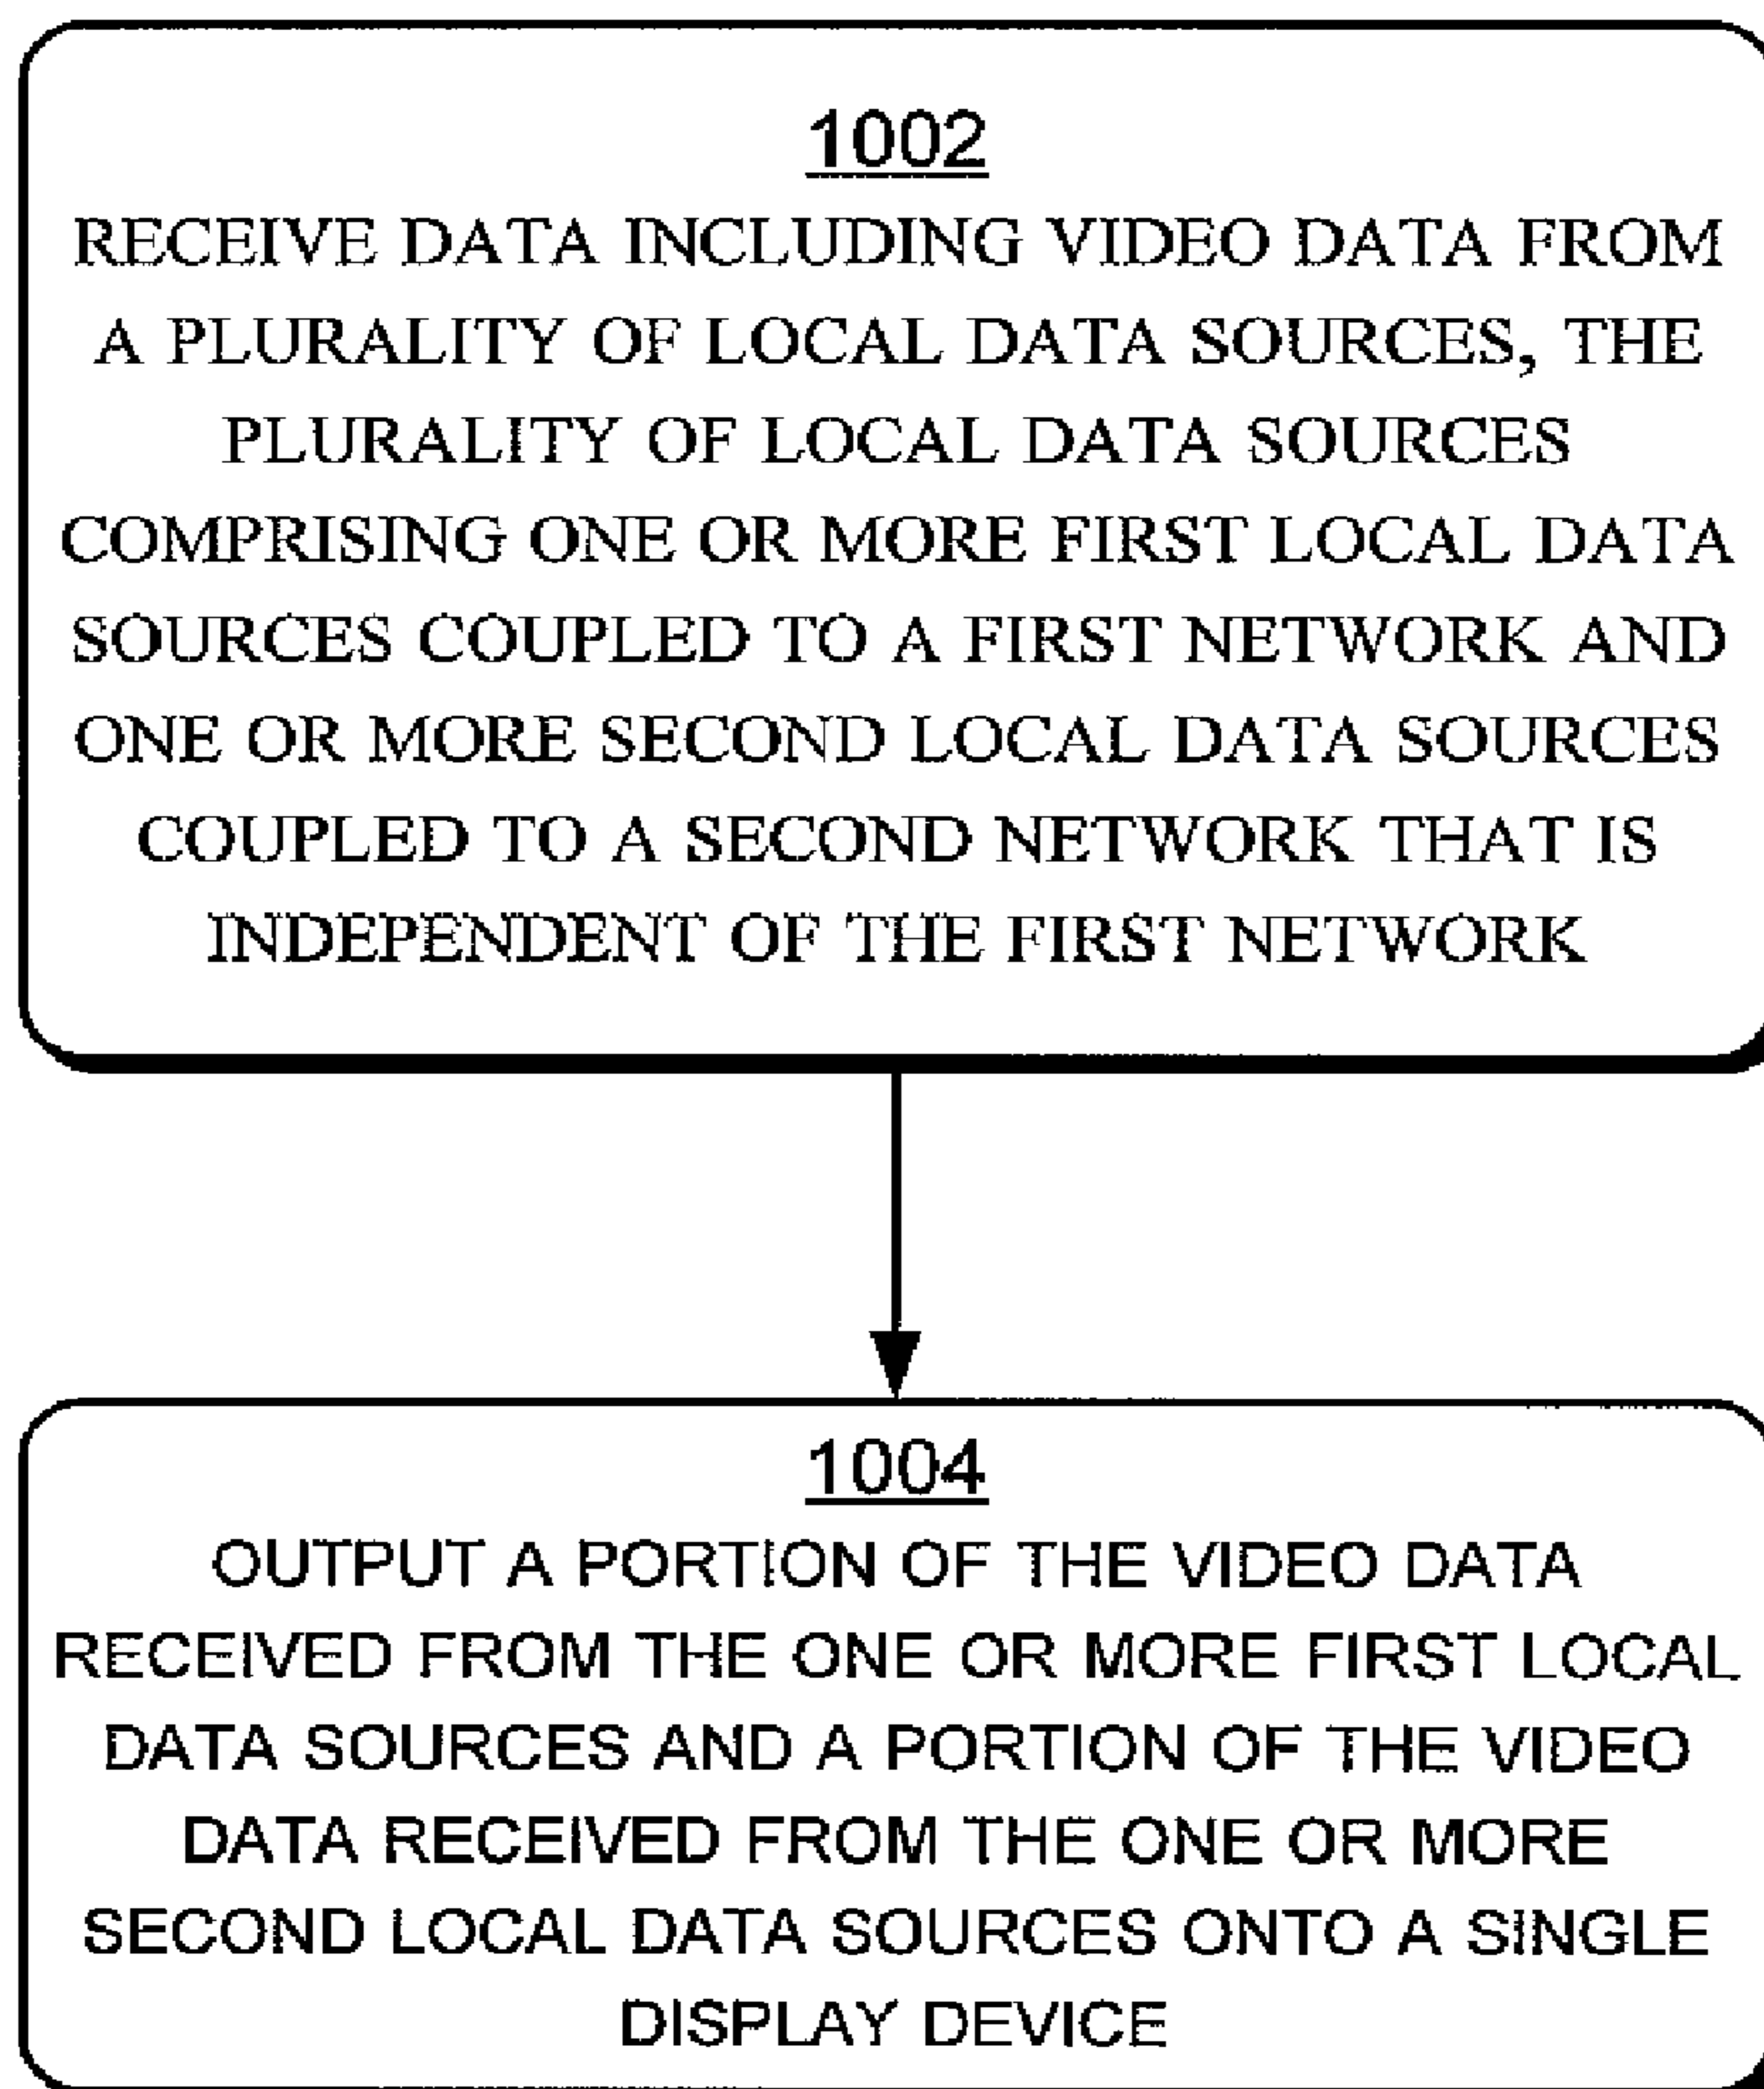 1002
RECEIVE DATA INCLUDING VIDEO DATA FROM
A PLURALITY OF LOCAL DATA SOURCES, THE
PLURALITY OF LOCAL DATA SOURCES
COMPRISING ONE OR MORE FIRST LOCAL DATA
SOURCES COUPLED TO A FIRST NETWORK AND
ONE OR MORE SECOND LOCAL DATA SOURCES
COUPLED TO A SECOND NETWORK THAT IS
INDEPENDENT OF THE FIRST NETWORK
1004
OUTPUT A PORTION OF THE VIDEO DATA
RECEIVED FROM THE ONE OR MORE FIRST LOCAL
DATA SOURCES AND A PORTION OF THE VIDEO
DATA RECEIVED FROM THE ONE OR MORE
SECOND LOCAL DATA SOURCES ONTO A SINGLE
DISPLAY DEVICE